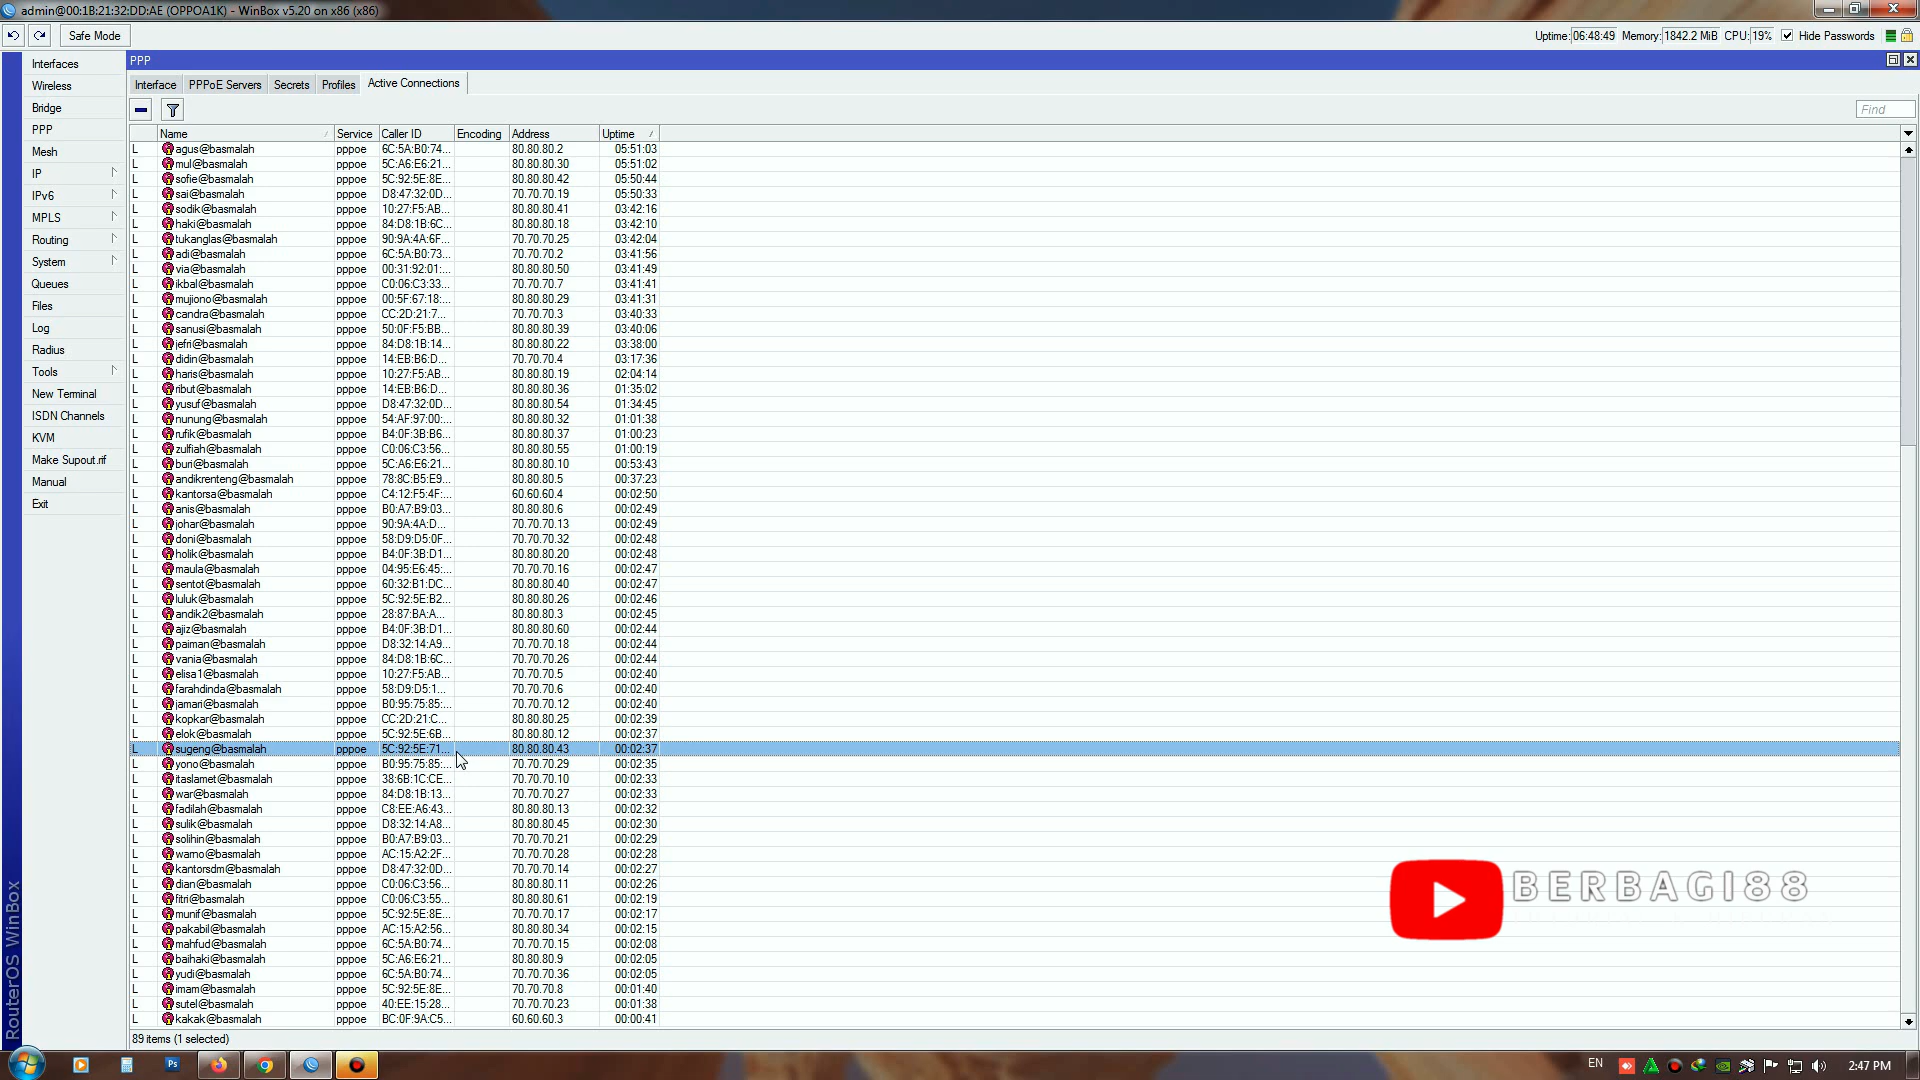 admin@00:1B:21:32:DD:AE (OPPOA1K) - WinBox v5.20 on x86 (x86)
Safe Mode
Uptime: 06:48:49 Memory: 1842.2 MiB CPU: 19% Hide Passwords
Interfaces
Wireless
Bridge
PPP
Mesh
IP
IPv6
MPLS
Routing
System
Queues
Files
Log
Radius
Tools
New Terminal
ISDN Channels
KVM
Make Supout.rif
Manual
Exit
RouterOS WinBox
PPP
Interface PPPoE Servers Secrets Profiles Active Connections
Find
Name Service Caller ID Encoding Address Uptime
L agus@basmalah pppoe 6C:5A:B0:74... 80.80.80.2 05:51:03
L mul@basmalah pppoe 5C:A6:E6:21... 80.80.80.30 05:51:02
L sofie@basmalah pppoe 5C:92:5E:8E... 80.80.80.42 05:50:44
L sai@basmalah pppoe D8:47:32:0D... 70.70.70.19 05:50:33
L sodik@basmalah pppoe 10:27:F5:AB... 80.80.80.41 03:42:16
L haki@basmalah pppoe 84:D8:1B:6C... 80.80.80.18 03:42:10
L tukanglas@basmalah pppoe 90:9A:4A:6F... 70.70.70.25 03:42:04
L adi@basmalah pppoe 6C:5A:B0:73... 70.70.70.2 03:41:56
L via@basmalah pppoe 00:31:92:01:... 80.80.80.50 03:41:49
L ikbal@basmalah pppoe C0:06:C3:33... 70.70.70.7 03:41:41
L mujiono@basmalah pppoe 00:5F:67:18:... 80.80.80.29 03:41:31
L candra@basmalah pppoe CC:2D:21:7... 70.70.70.3 03:40:33
L sanusi@basmalah pppoe 50:0F:F5:BB... 80.80.80.39 03:40:06
L jefri@basmalah pppoe 84:D8:1B:14... 80.80.80.22 03:38:00
L didin@basmalah pppoe 14:EB:B6:D... 70.70.70.4 03:17:36
L haris@basmalah pppoe 10:27:F5:AB... 80.80.80.19 02:04:14
L ribut@basmalah pppoe 14:EB:B6:D... 80.80.80.36 01:35:02
L yusuf@basmalah pppoe D8:47:32:0D... 80.80.80.54 01:34:45
L nunung@basmalah pppoe 54:AF:97:00:... 80.80.80.32 01:01:38
L rufik@basmalah pppoe B4:0F:3B:B6... 80.80.80.37 01:00:23
L zulfiah@basmalah pppoe C0:06:C3:56... 80.80.80.55 01:00:19
L buri@basmalah pppoe 5C:A6:E6:21... 80.80.80.10 00:53:43
L andikrenteng@basmalah pppoe 78:8C:B5:E9... 80.80.80.5 00:37:23
L kantorsa@basmalah pppoe C4:12:F5:4F:... 60.60.60.4 00:02:50
L anis@basmalah pppoe B0:A7:B9:03... 80.80.80.6 00:02:49
L johar@basmalah pppoe 90:9A:4A:D... 70.70.70.13 00:02:49
L doni@basmalah pppoe 58:D9:D5:0F... 70.70.70.32 00:02:48
L holik@basmalah pppoe B4:0F:3B:D1... 80.80.80.20 00:02:48
L maula@basmalah pppoe 04:95:E6:45:... 70.70.70.16 00:02:47
L sentot@basmalah pppoe 60:32:B1:DC... 80.80.80.40 00:02:47
L luluk@basmalah pppoe 5C:92:5E:B2... 80.80.80.26 00:02:46
L andik2@basmalah pppoe 28:87:BA:A... 80.80.80.3 00:02:45
L ajiz@basmalah pppoe B4:0F:3B:D1... 80.80.80.60 00:02:44
L paiman@basmalah pppoe D8:32:14:A9... 70.70.70.18 00:02:44
L vania@basmalah pppoe 84:D8:1B:6C... 70.70.70.26 00:02:44
L elisa1@basmalah pppoe 10:27:F5:AB... 70.70.70.5 00:02:40
L farahdinda@basmalah pppoe 58:D9:D5:1... 70.70.70.6 00:02:40
L jamari@basmalah pppoe B0:95:75:85:... 70.70.70.12 00:02:40
L kopkar@basmalah pppoe CC:2D:21:C... 80.80.80.25 00:02:39
L elok@basmalah pppoe 5C:92:5E:6B... 80.80.80.12 00:02:37
L sugeng@basmalah pppoe 5C:92:5E:71... 80.80.80.43 00:02:37
L yono@basmalah pppoe B0:95:75:85:... 70.70.70.29 00:02:35
L itaslamet@basmalah pppoe 38:6B:1C:CE... 70.70.70.10 00:02:33
L war@basmalah pppoe 84:D8:1B:13... 70.70.70.27 00:02:33
L fadilah@basmalah pppoe C8:EE:A6:43... 80.80.80.13 00:02:32
L sulik@basmalah pppoe D8:32:14:A8... 80.80.80.45 00:02:30
L solihin@basmalah pppoe B0:A7:B9:03... 70.70.70.21 00:02:29
L warno@basmalah pppoe AC:15:A2:2F... 70.70.70.28 00:02:28
L kantorsdm@basmalah pppoe D8:47:32:0D... 70.70.70.14 00:02:27
L dian@basmalah pppoe C0:06:C3:56... 80.80.80.11 00:02:26
L fitri@basmalah pppoe C0:06:C3:55... 80.80.80.61 00:02:19
L munif@basmalah pppoe 5C:92:5E:8E... 70.70.70.17 00:02:17
L pakabil@basmalah pppoe AC:15:A2:56... 80.80.80.34 00:02:15
L mahfud@basmalah pppoe 6C:5A:B0:74... 70.70.70.15 00:02:08
L baihaki@basmalah pppoe 5C:A6:E6:21... 80.80.80.9 00:02:05
L yudi@basmalah pppoe 6C:5A:B0:74... 70.70.70.36 00:02:05
L imam@basmalah pppoe 5C:92:5E:8E... 70.70.70.8 00:01:40
L sutel@basmalah pppoe 40:EE:15:28... 70.70.70.23 00:01:38
L kakak@basmalah pppoe BC:0F:9A:C5... 60.60.60.3 00:00:41
BERBAGI88
89 items (1 selected)
Ps
EN
2:47 PM